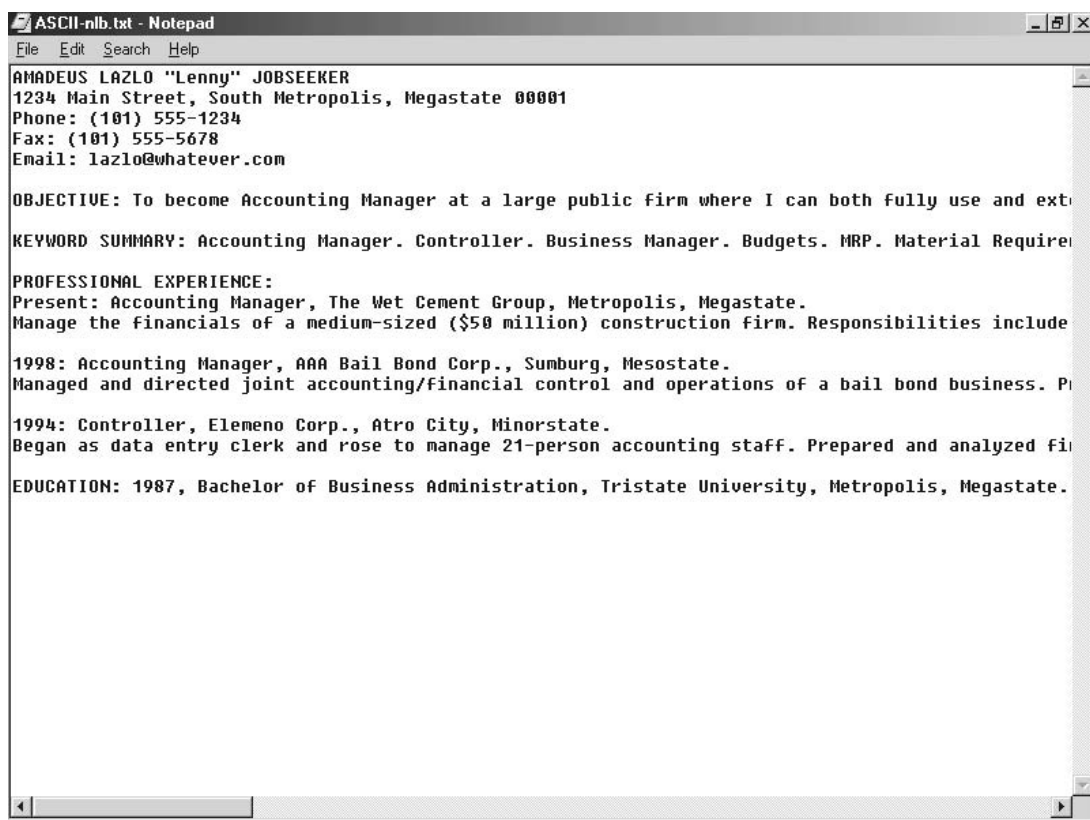 ASCII-nlb.txt - Notepad
File Edit Search Help
AMADEUS LAZLO "Lenny" JOBSEEKER
1234 Main Street, South Metropolis, Megastate 00001
Phone: (101) 555-1234
Fax: (101) 555-5678
Email: lazlo@whatever.com
OBJECTIVE: To become Accounting Manager at a large public firm where I can both fully use and
KEYWORD SUMMARY: Accounting Manager. Controller. Business Manager. Budgets. MRP. Material
PROFESSIONAL EXPERIENCE:
Present: Accounting Manager, The Wet Cement Group, Metropolis, Megastate.
Manage the financials of a medium-sized ($50 million) construction firm. Responsibilities include
1998: Accounting Manager, AAA Bail Bond Corp., Sumburg, Mesostate.
Managed and directed joint accounting/financial control and operations of a bail bond business.
1994: Controller, Elemeno Corp., Atro City, Minorstate.
Began as data entry clerk and rose to manage 21-person accounting staff. Prepared and analyzed
EDUCATION: 1987, Bachelor of Business Administration, Tristate University, Metropolis, Megastate.